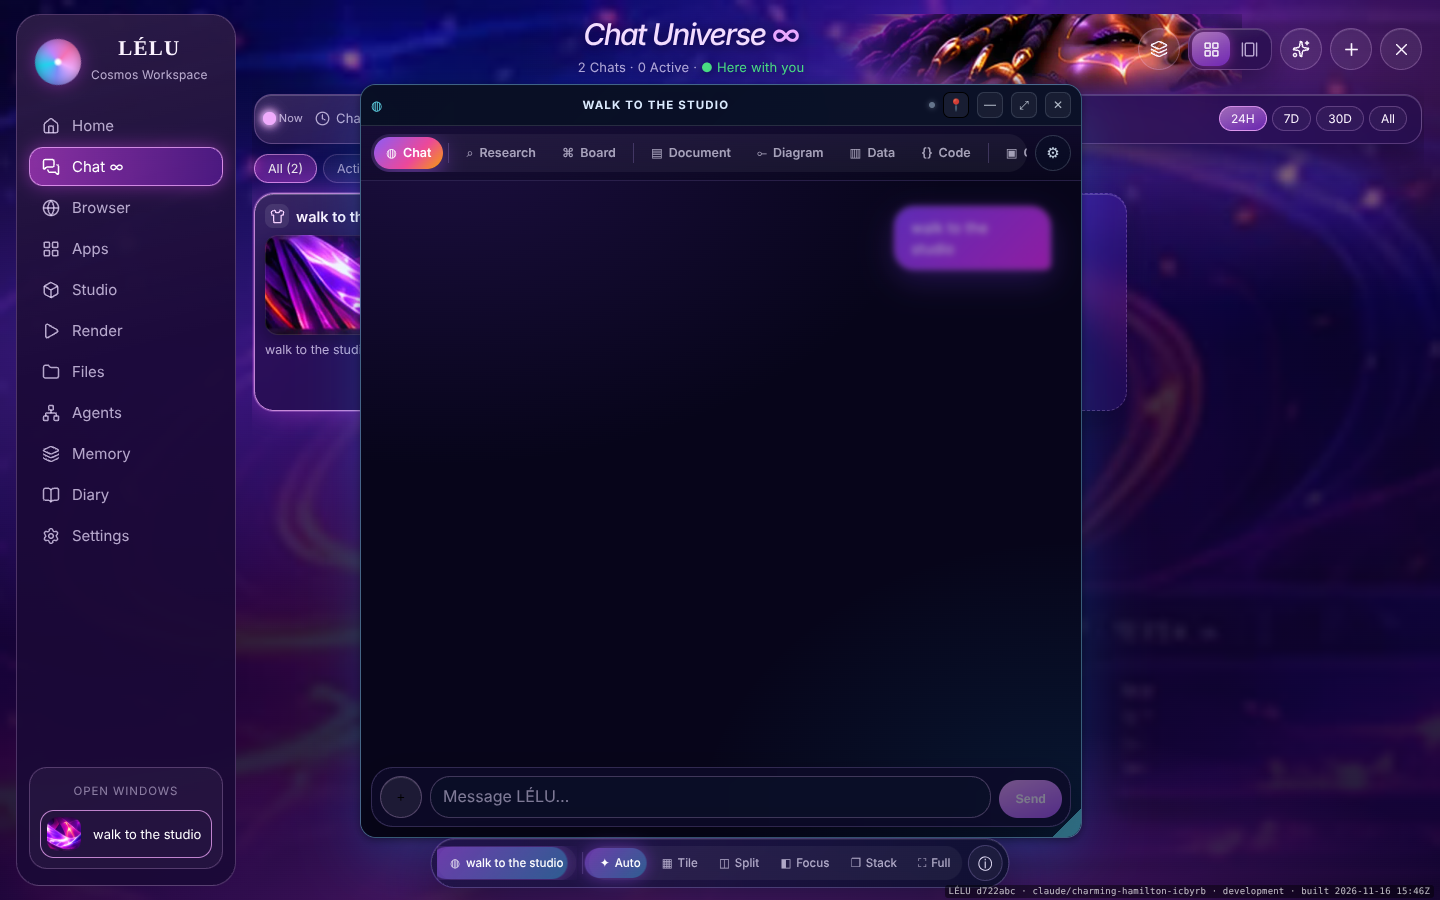 LÉLU
Cosmos Workspace
Home
Chat ∞
Browser
Apps
Studio
Render
Files
Agents
Memory
Diary
Settings
OPEN WINDOWS
walk to the studio
Chat Universe ∞
2 Chats · 0 Active · Here with you
Now
24H 7D 30D All
All (2)
walk to the studi
WALK TO THE STUDIO
Chat Research Board Document Diagram Data {} Code
walk to the
studio
Message LÉLU...
Send
walk to the studio Auto Tile Split Focus Stack Full
LÉLU d722abc · claude/charming-hamilton-icbyrb · development · built 2026-11-16 15:46Z